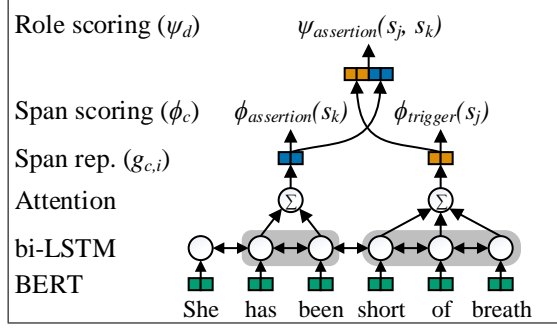 Role scoring (ψd) ψassertion(sj, sk)
Span scoring (ϕc) ϕassertion(sk) ϕtrigger(sj)
Span rep. (gc,i)
Attention Σ Σ
bi-LSTM
BERT
She has been short of breath